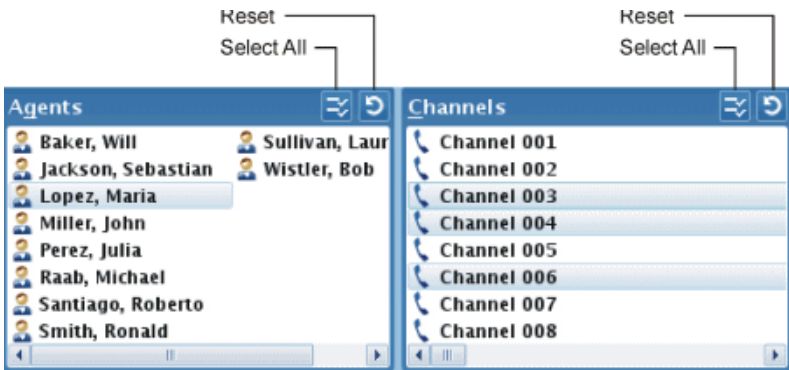 Reset
Select All
Reset
Select All
Agents
Baker, Will
Jackson, Sebastian
Lopez, Maria
Miller, John
Perez, Julia
Raab, Michael
Santiago, Roberto
Smith, Ronald
Sullivan, Laur
Wistler, Bob
Channels
Channel 001
Channel 002
Channel 003
Channel 004
Channel 005
Channel 006
Channel 007
Channel 008